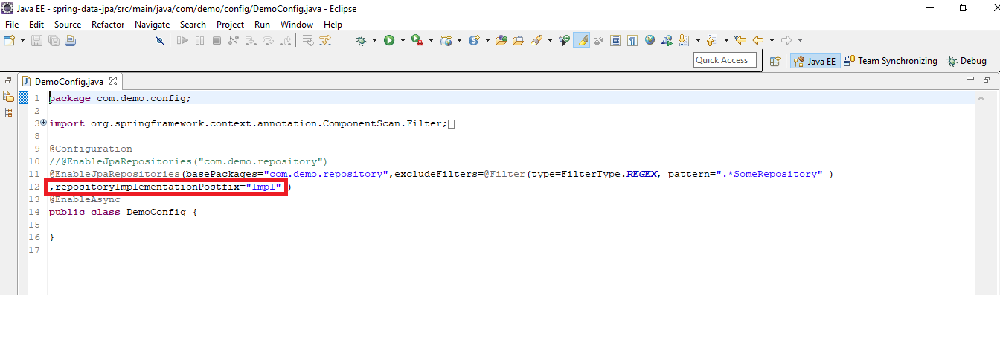 Java EE - spring-data-jpa/src/main/java/com/demo/config/DemoConfig.java - Eclipse
File Edit Source Refactor Navigate Search Project Run Window Help
Quick Access Java EE Team Synchronizing Debug
DemoConfig.java
1 package com.demo.config;
2
3 import org.springframework.context.annotation.ComponentScan.Filter;
8
9 @Configuration
10 //@EnableJpaRepositories("com.demo.repository")
11 @EnableJpaRepositories(basePackages="com.demo.repository",excludeFilters=@Filter(type=FilterType.REGEX, pattern=".*SomeRepository" )
12 ,repositoryImplementationPostfix="Impl" )
13 @EnableAsync
14 public class DemoConfig {
15
16 }
17